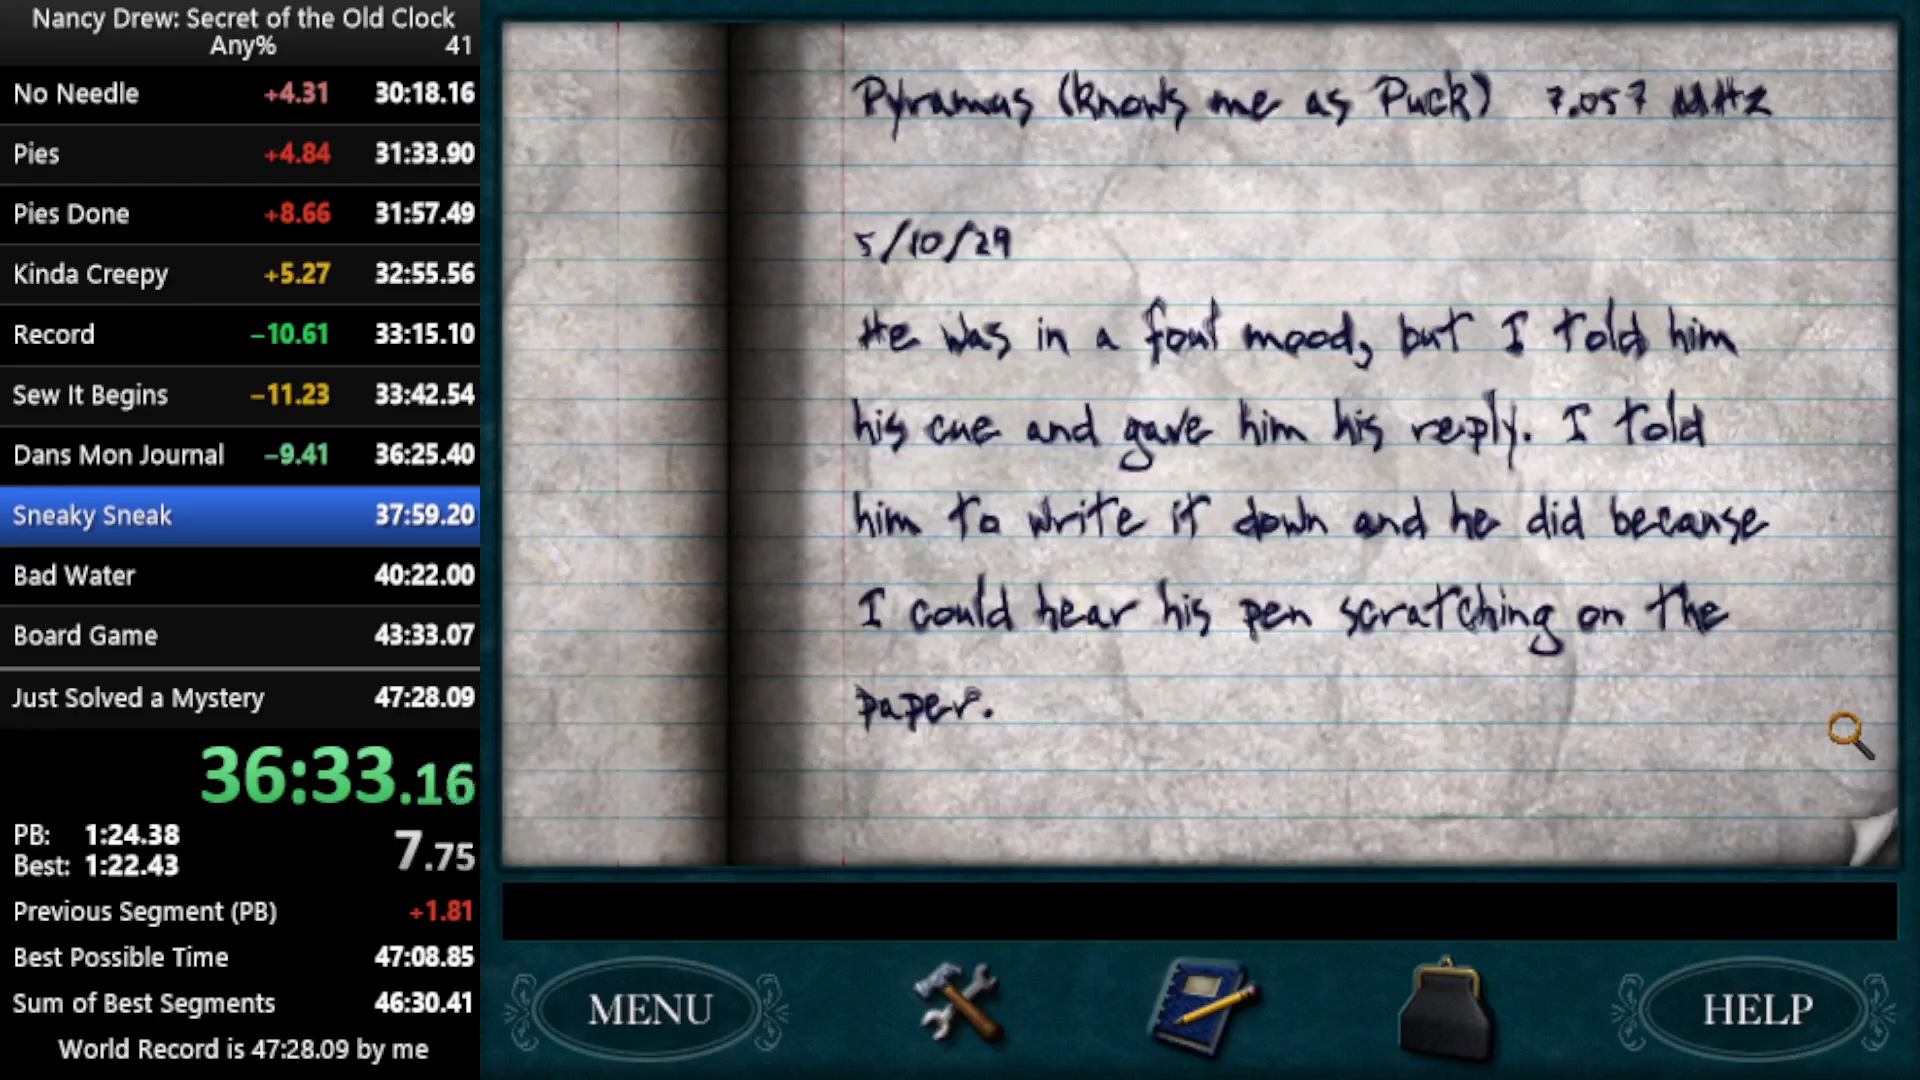 Nancy Drew: Secret of the Old Clock
Any% 41
No Needle +4.31 30:18.16
Pies +4.84 31:33.90
Pies Done +8.66 31:57.49
Kinda Creepy +5.27 32:55.56
Record −10.61 33:15.10
Sew It Begins −11.23 33:42.54
Dans Mon Journal −9.41 36:25.40
Sneaky Sneak 37:59.20
Bad Water 40:22.00
Board Game 43:33.07
Just Solved a Mystery 47:28.09
36:33.16
PB: 1:24.38
Best: 1:22.43
7.75
Previous Segment (PB) +1.81
Best Possible Time 47:08.85
Sum of Best Segments 46:30.41
World Record is 47:28.09 by me
Pyramus (knows me as Puck) 7.057 MHz
5/10/29
He was in a foul mood, but I told him
his cue and gave him his reply. I told
him to write it down and he did because
I could hear his pen scratching on the
paper.
MENU
HELP